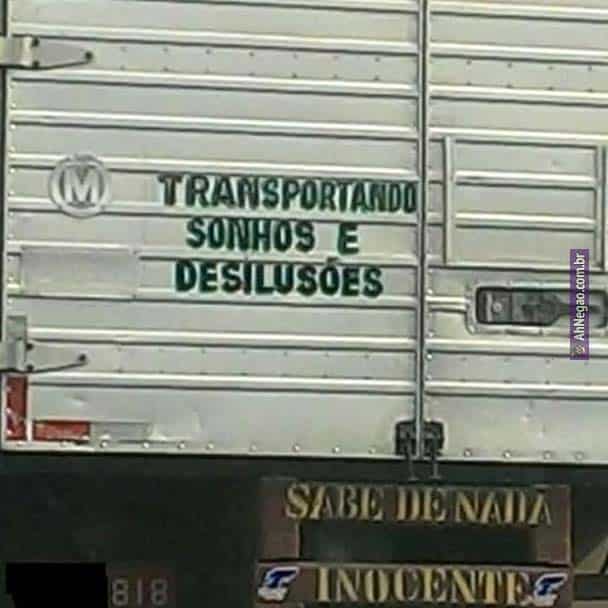 M
TRANSPORTANDO
SONHOS E
DESILUSÕES
AhNegao.com.br
SABE DE NADA
INOCENTE
818